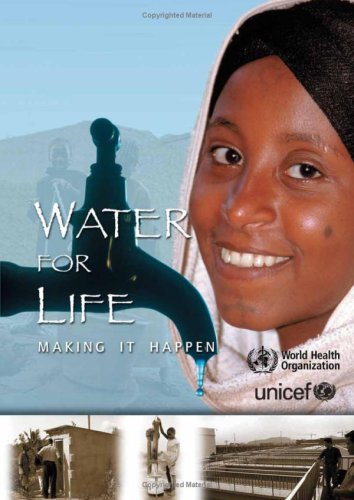 Copyrighted Material
WATER
FOR
LIFE
MAKING IT HAPPEN
World Health
Organization
unicef
Copyrighted Material